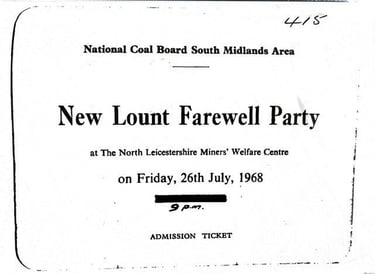 415
National Coal Board South Midlands Area
New Lount Farewell Party
at The North Leicestershire Miners' Welfare Centre
on Friday, 26th July, 1968
9 p.m.
ADMISSION TICKET